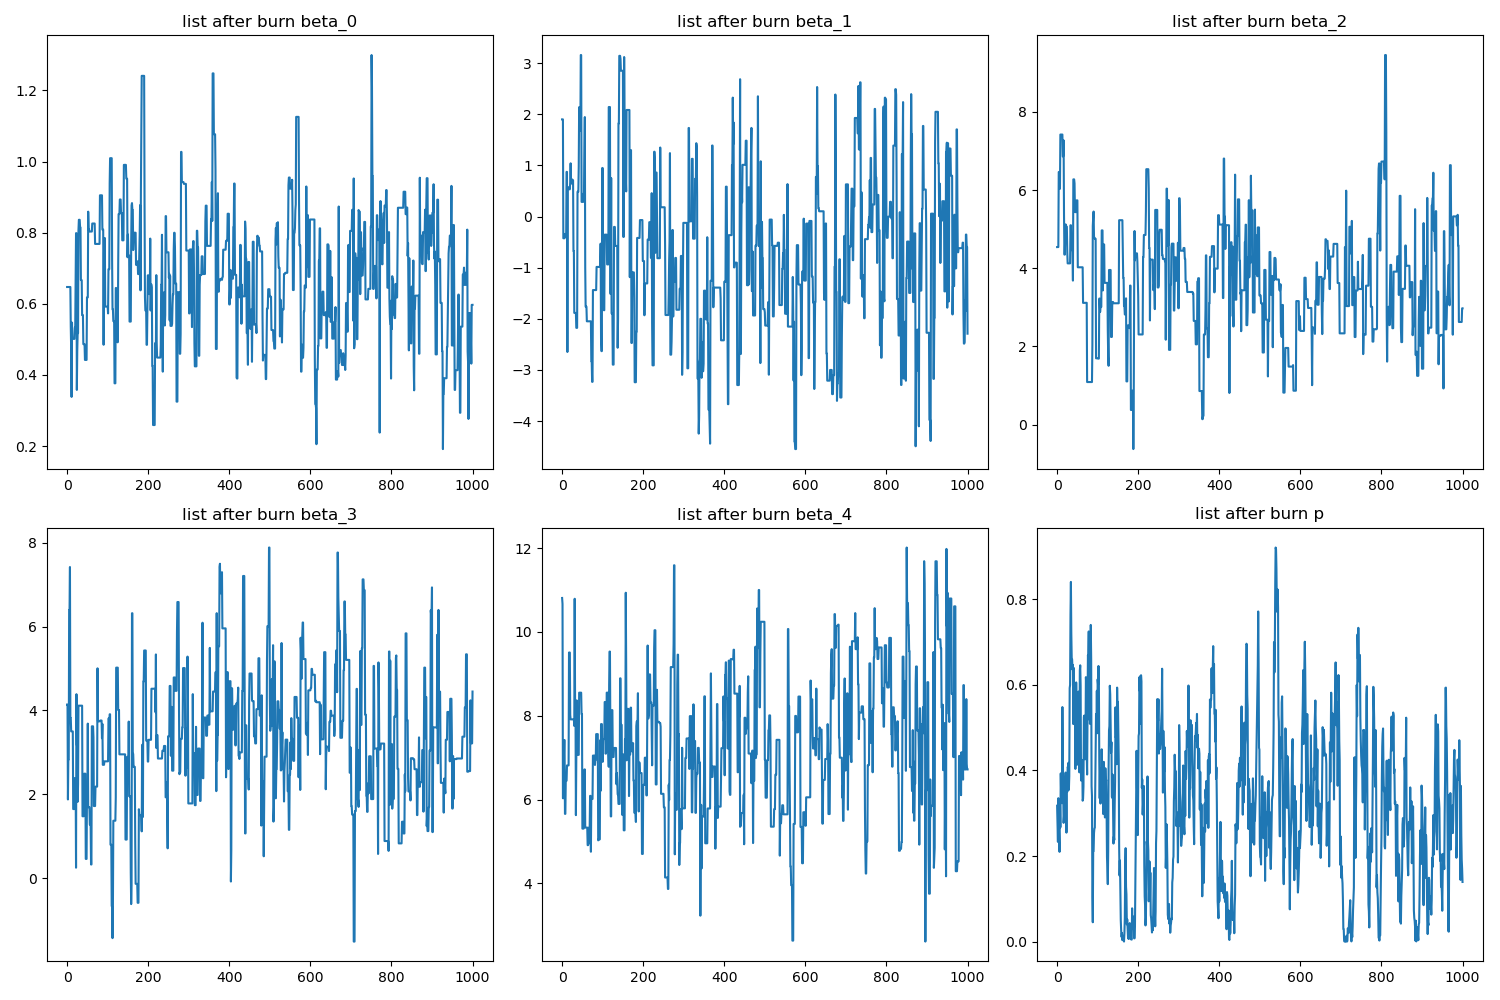 list after burn beta_0
1.2
1.0
0.8
0.6
0.4
0.2
0 200 400 600 800 1000
list after burn beta_1
3
2
1
0
−1
−2
−3
−4
0 200 400 600 800 1000
list after burn beta_2
8
6
4
2
0
0 200 400 600 800 1000
list after burn beta_3
8
6
4
2
0
0 200 400 600 800 1000
list after burn beta_4
12
10
8
6
4
0 200 400 600 800 1000
list after burn p
0.8
0.6
0.4
0.2
0.0
0 200 400 600 800 1000